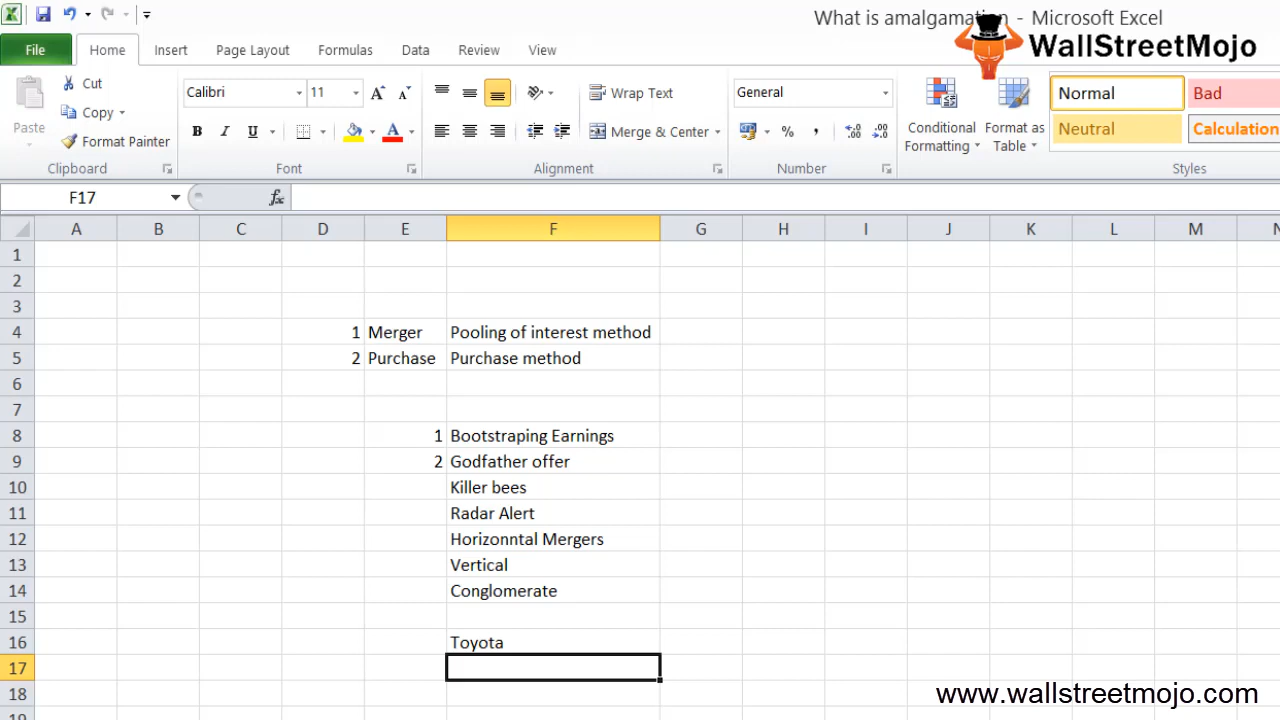 What is amalgamation - Microsoft Excel
WallStreetMojo
File Home Insert Page Layout Formulas Data Review View
Paste
Cut
Copy
Format Painter
Clipboard
Calibri 11
B I U
Font
Wrap Text
Merge & Center
Alignment
General
% ,
Number
Conditional Formatting
Format as Table
Normal Bad
Neutral Calculation
Styles
F17 fx
A B C D E F G H I J K L M N
1
2
3
4 1 Merger Pooling of interest method
5 2 Purchase Purchase method
6
7
8 1 Bootstraping Earnings
9 2 Godfather offer
10 Killer bees
11 Radar Alert
12 Horizonntal Mergers
13 Vertical
14 Conglomerate
15
16 Toyota
17
18
19
www.wallstreetmojo.com